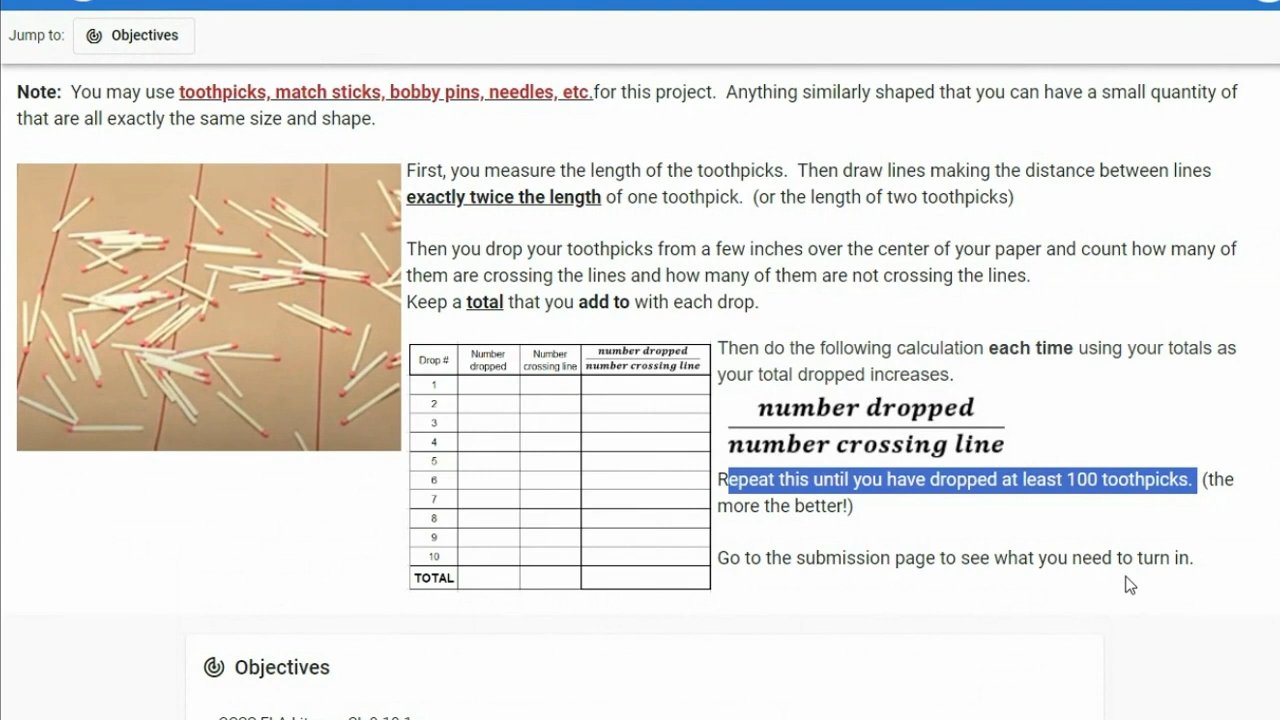 Jump to: Objectives
Note: You may use toothpicks, match sticks, bobby pins, needles, etc.for this project. Anything similarly shaped that you can have a small quantity of
that are all exactly the same size and shape.
First, you measure the length of the toothpicks. Then draw lines making the distance between lines
exactly twice the length of one toothpick. (or the length of two toothpicks)
Then you drop your toothpicks from a few inches over the center of your paper and count how many of
them are crossing the lines and how many of them are not crossing the lines.
Keep a total that you add to with each drop.
Drop # Number dropped Number crossing line number dropped / number crossing line
1
2
3
4
5
6
7
8
9
10
TOTAL
Then do the following calculation each time using your totals as
your total dropped increases.
number dropped
number crossing line
Repeat this until you have dropped at least 100 toothpicks. (the
more the better!)
Go to the submission page to see what you need to turn in.
Objectives